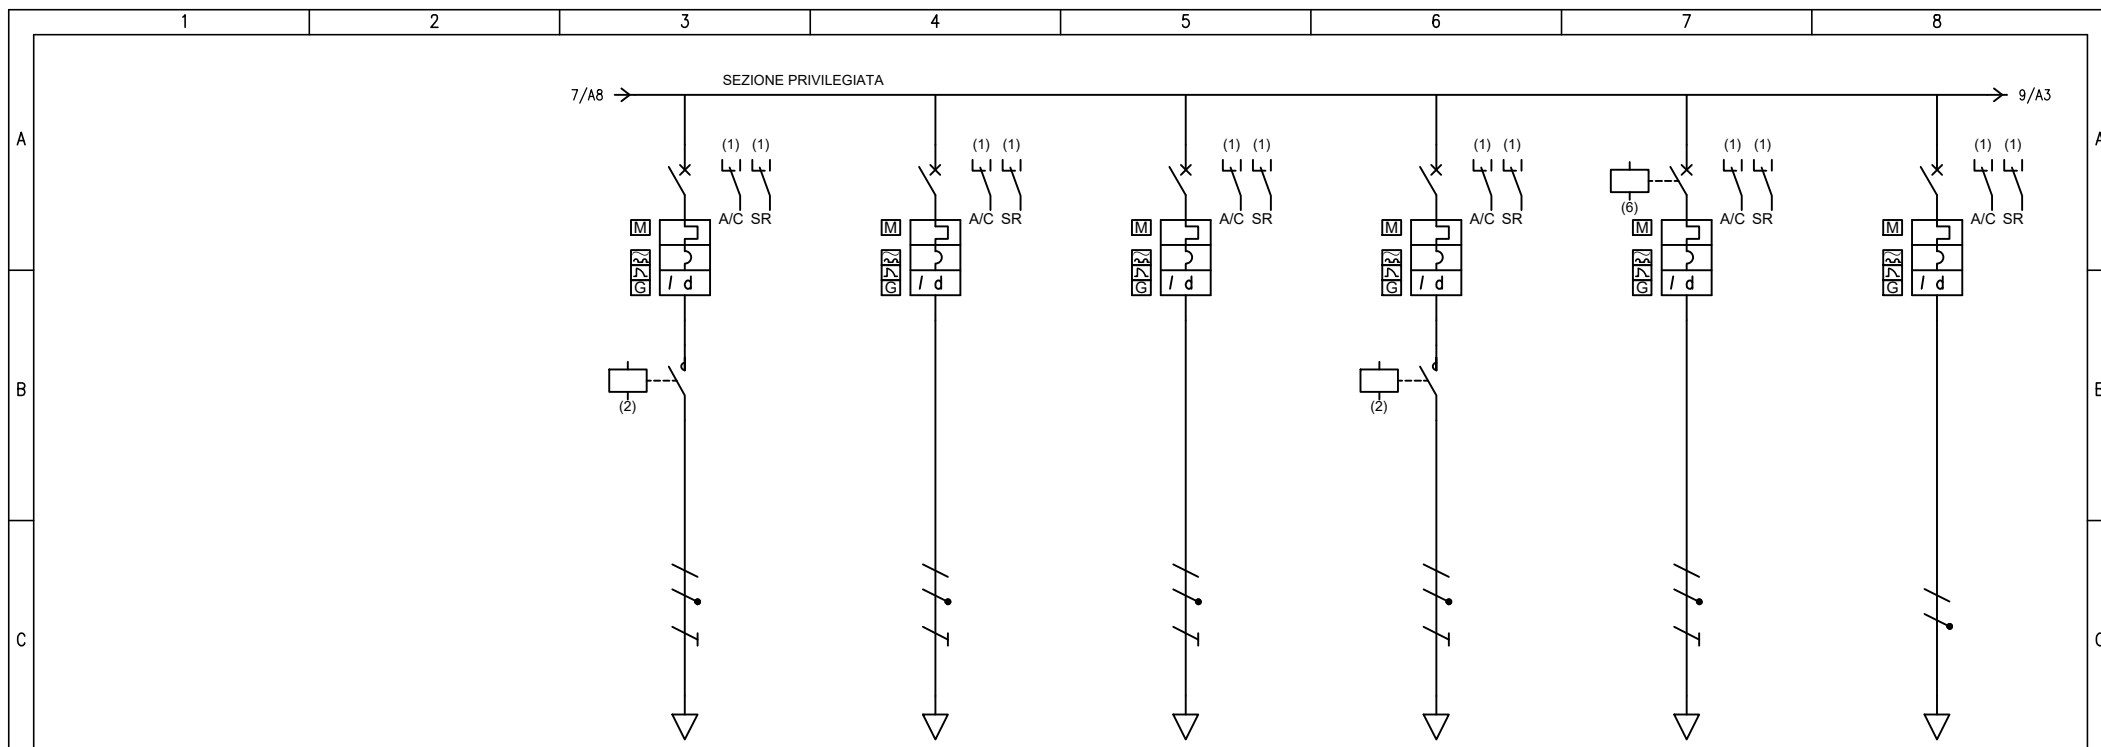 1 2 3 4 5 6 7 8
SEZIONE PRIVILEGIATA
7/A8 9/A3
A A
(1) (1) (1) (1) (1) (1) (1) (1) (1) (1) (1) (1)
(6)
A/C SR A/C SR A/C SR A/C SR A/C SR A/C SR
M M M M M M
G I d G I d G I d G I d G I d G I d
B B
(2) (2)
C C